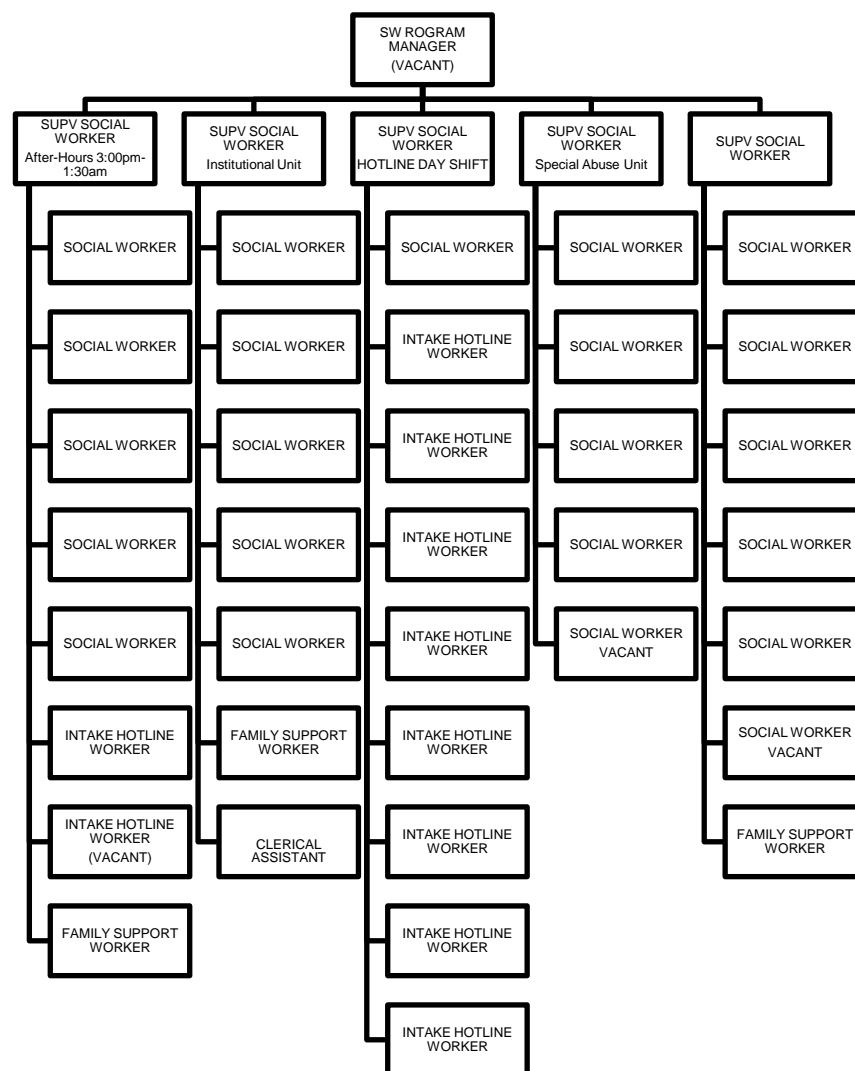 SW ROGRAM
MANAGER
(VACANT)
SUPV SOCIAL
WORKER
After-Hours 3:00pm-
1:30am
SOCIAL WORKER
SOCIAL WORKER
SOCIAL WORKER
SOCIAL WORKER
SOCIAL WORKER
INTAKE HOTLINE
WORKER
INTAKE HOTLINE
WORKER
(VACANT)
FAMILY SUPPORT
WORKER
SUPV SOCIAL
WORKER
Institutional Unit
SOCIAL WORKER
SOCIAL WORKER
SOCIAL WORKER
SOCIAL WORKER
SOCIAL WORKER
FAMILY SUPPORT
WORKER
CLERICAL
ASSISTANT
SUPV SOCIAL
WORKER
HOTLINE DAY SHIFT
SOCIAL WORKER
INTAKE HOTLINE
WORKER
INTAKE HOTLINE
WORKER
INTAKE HOTLINE
WORKER
INTAKE HOTLINE
WORKER
INTAKE HOTLINE
WORKER
INTAKE HOTLINE
WORKER
INTAKE HOTLINE
WORKER
INTAKE HOTLINE
WORKER
SUPV SOCIAL
WORKER
Special Abuse Unit
SOCIAL WORKER
SOCIAL WORKER
SOCIAL WORKER
SOCIAL WORKER
SOCIAL WORKER
VACANT
SUPV SOCIAL
WORKER
SOCIAL WORKER
SOCIAL WORKER
SOCIAL WORKER
SOCIAL WORKER
SOCIAL WORKER
SOCIAL WORKER
VACANT
FAMILY SUPPORT
WORKER